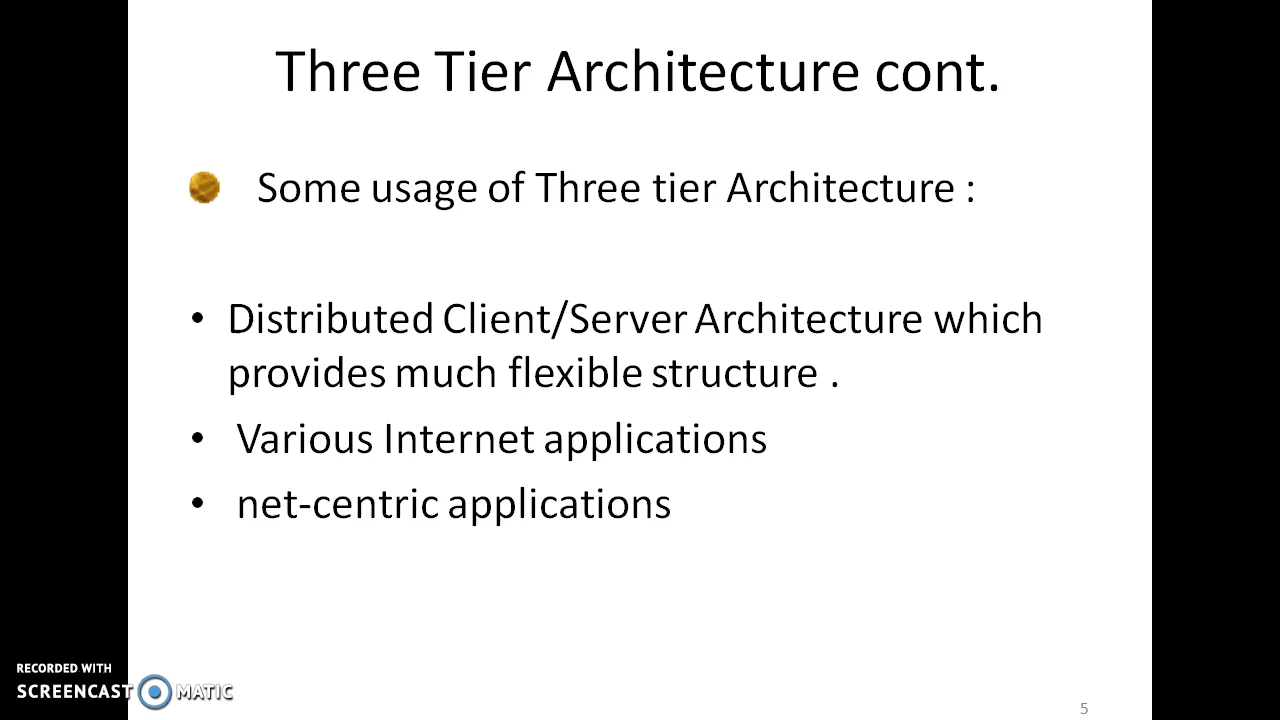 Three Tier Architecture cont.
Some usage of Three tier Architecture :
• Distributed Client/Server Architecture which
provides much flexible structure .
• Various Internet applications
• net-centric applications
RECORDED WITH
SCREENCAST MATIC
5